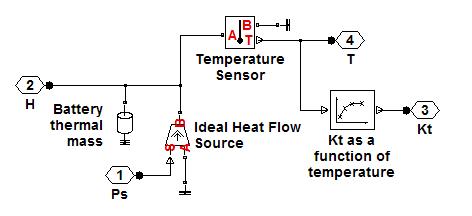 B
A
T
4
T
Temperature
Sensor
2
H
Battery
thermal
mass
B
Ideal Heat Flow
Source
S
A
1
Ps
3
Kt
Kt as a
function of
temperature